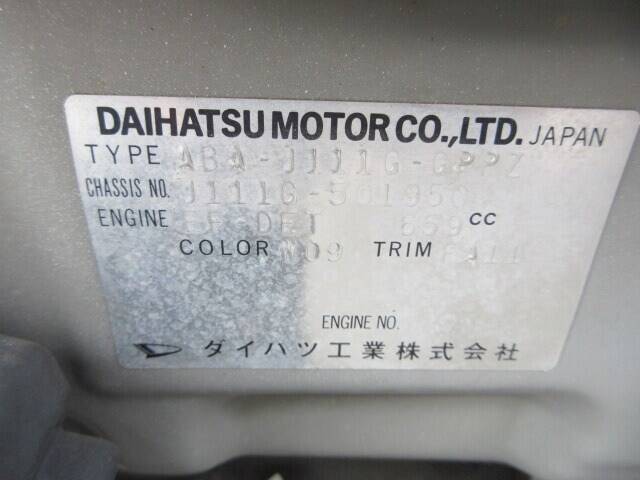 DAIHATSU MOTOR CO.,LTD. JAPAN
TYPE ABA-J111G-GPPZ
CHASSIS NO. J111G-501950
ENGINE EF-DET 659 CC
COLOR W09 TRIM
ENGINE NO.
ダイハツ工業株式会社